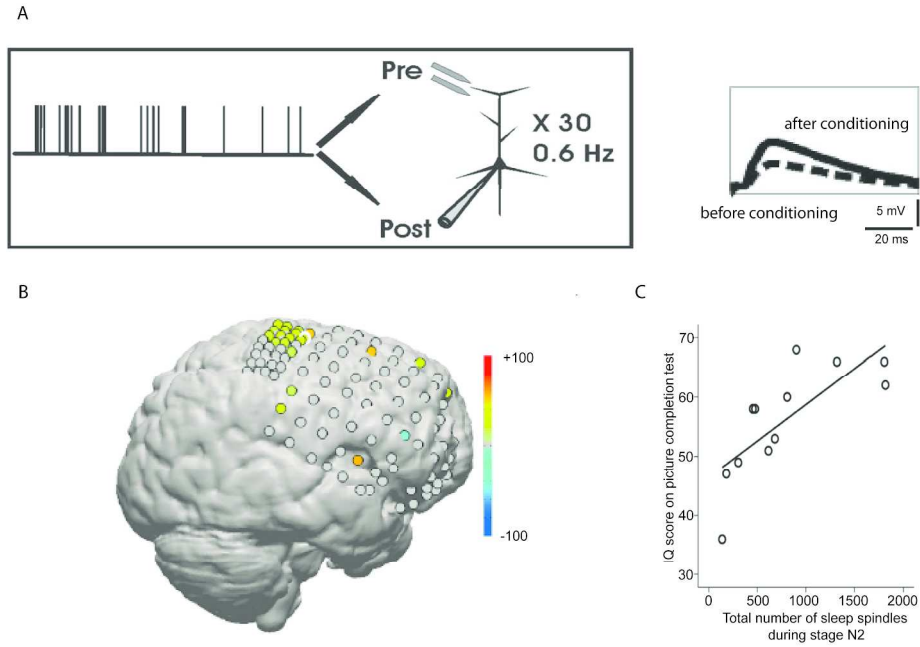 A
Pre
X 30
0.6 Hz
Post
after conditioning
before conditioning
5 mV
20 ms
B
+100
-100
C
IQ score on picture completion test
70
60
50
40
30
0 500 1000 1500 2000
Total number of sleep spindles
during stage N2